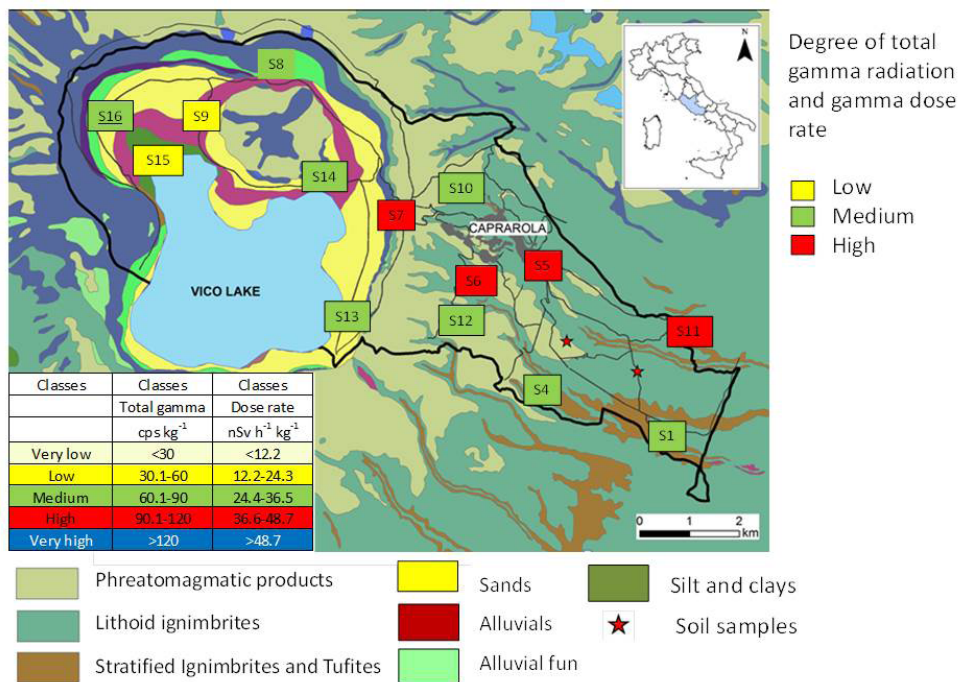 S8
N
Degree of total
gamma radiation
and gamma dose
rate
S16
S9
S15
S14
S10
Low
S7
CAPRAROLA
Medium
S5
High
S6
VICO LAKE
S13
S12
S11
S4
S1
Classes Classes Classes
Total gamma Dose rate
cps kg-1 nSv h-1 kg-1
Very low <30 <12.2
Low 30.1-60 12.2-24.3
Medium 60.1-90 24.4-36.5
High 90.1-120 36.6-48.7
Very high >120 >48.7
0 1 2
km
Phreatomagmatic products
Sands
Silt and clays
Lithoid ignimbrites
Alluvials
Soil samples
Stratified Ignimbrites and Tufites
Alluvial fun